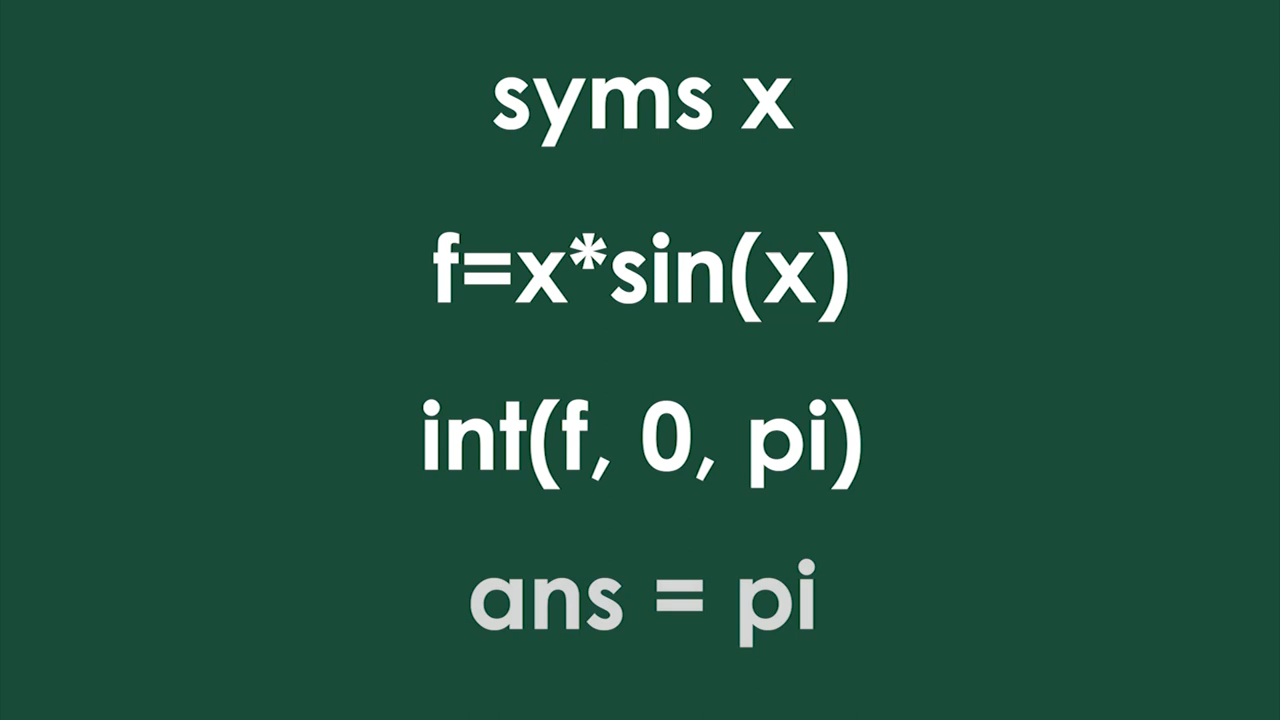 syms x
f=x*sin(x)
int(f, 0, pi)
ans = pi